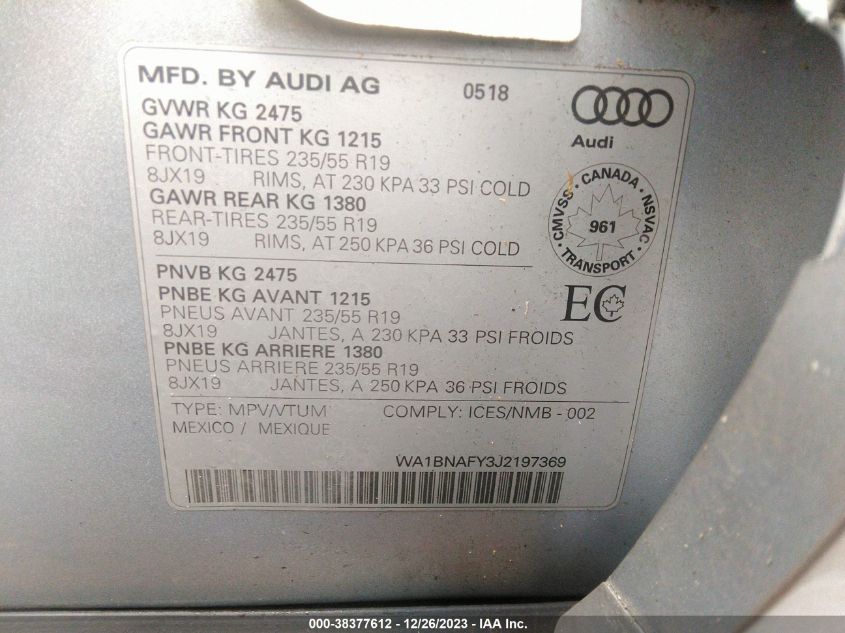 MFD. BY AUDI AG 0518
Audi
GVWR KG 2475
GAWR FRONT KG 1215
FRONT-TIRES 235/55 R19
8JX19 RIMS, AT 230 KPA 33 PSI COLD
GAWR REAR KG 1380
REAR-TIRES 235/55 R19
8JX19 RIMS, AT 250 KPA 36 PSI COLD
CMVSS · CANADA · NSVAC · TRANSPORT ·
961
PNVB KG 2475
PNBE KG AVANT 1215
PNEUS AVANT 235/55 R19
8JX19 JANTES, A 230 KPA 33 PSI FROIDS
PNBE KG ARRIERE 1380
PNEUS ARRIERE 235/55 R19
8JX19 JANTES, A 250 KPA 36 PSI FROIDS
EC
TYPE: MPV/VTUM COMPLY: ICES/NMB - 002
MEXICO / MEXIQUE
WA1BNAFY3J2197369
000-38377612 - 12/26/2023 - IAA Inc.